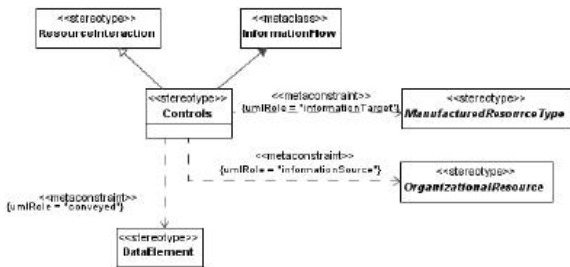 <<stereotype>>
ResourceInteraction
<<metaclass>>
InformationFlow
<<stereotype>>
Controls
<<metaconstraint>>
{umlRole = "informationTarget"}
<<stereotype>>
ManufacturedResourceType
<<metaconstraint>>
{umlRole = "informationSource"}
<<stereotype>>
OrganizationalResource
<<metaconstraint>>
{umlRole = "conveyed"}
<<stereotype>>
DataElement